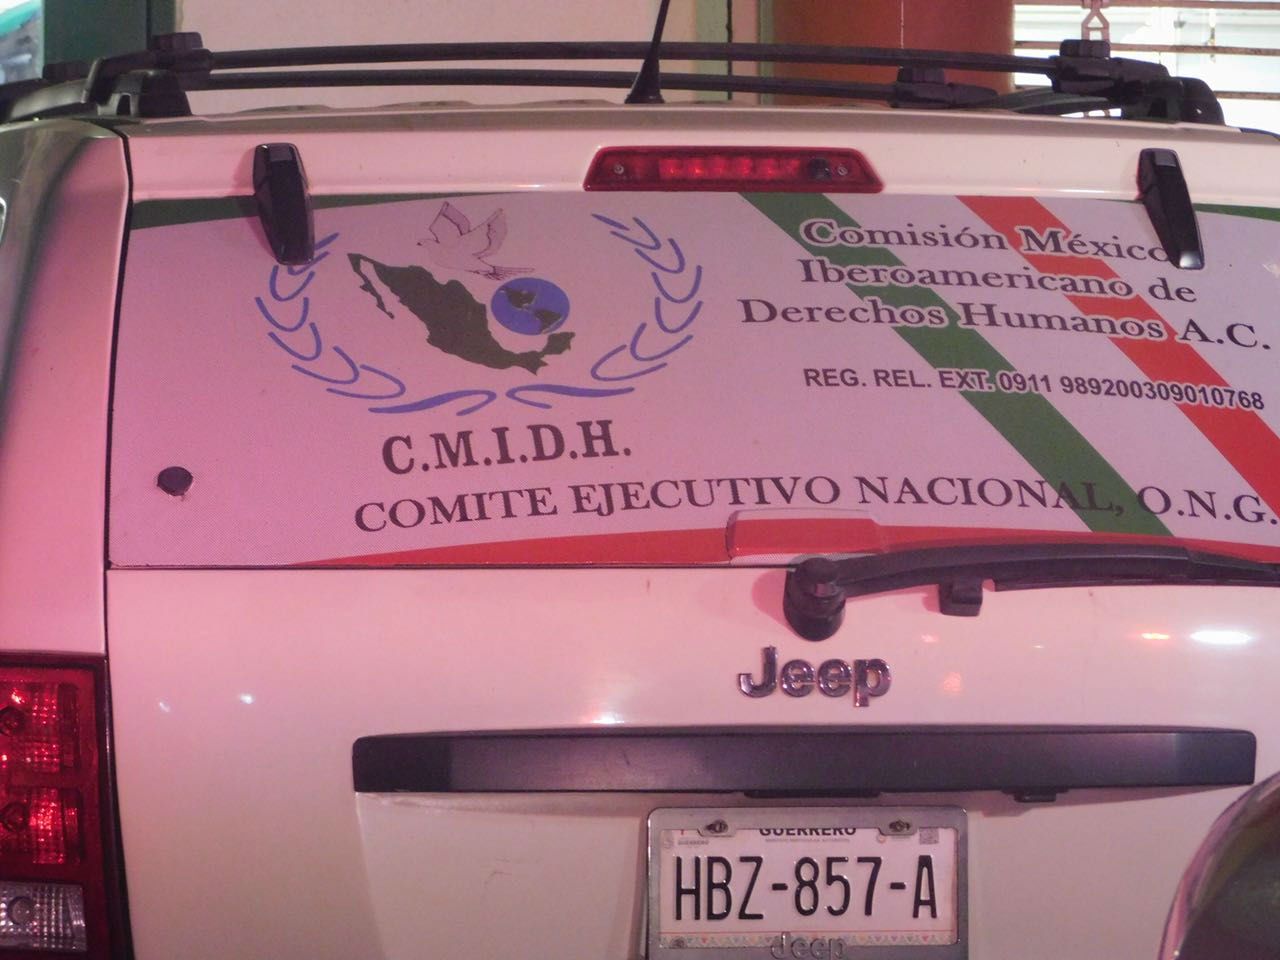 Comisión México
Iberoamericano de
Derechos Humanos A.C.
REG. REL. EXT. 0911 989200309010768
C.M.I.D.H.
COMITE EJECUTIVO NACIONAL, O.N.G.
Jeep
GUERRERO
HBZ-857-A
Jeep